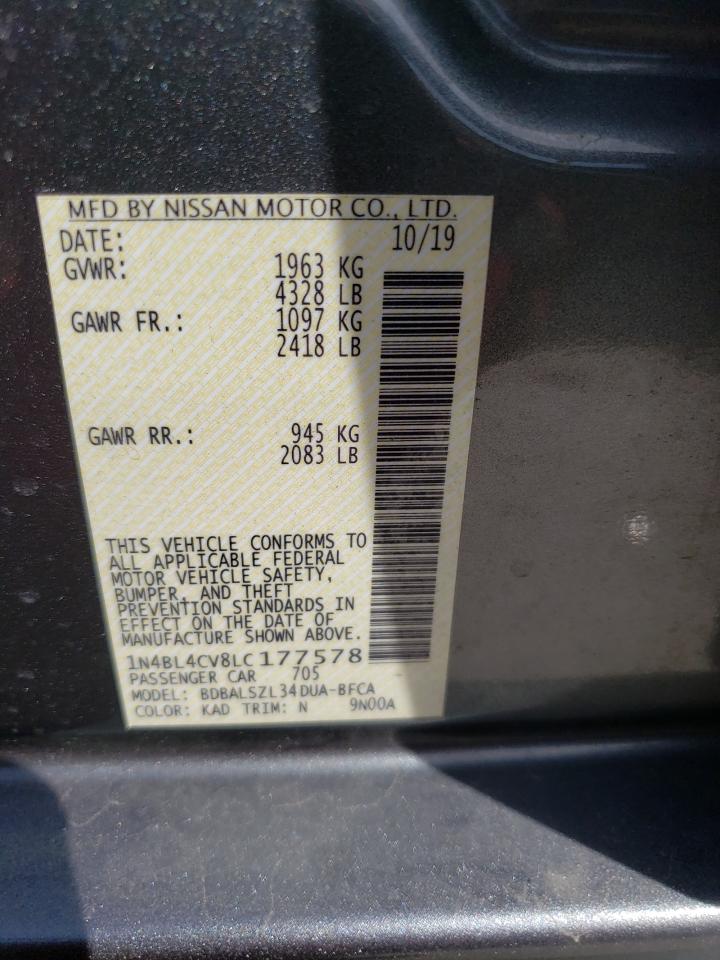 MFD BY NISSAN MOTOR CO., LTD.
DATE: 10/19
GVWR: 1963 KG
4328 LB
GAWR FR.: 1097 KG
2418 LB
GAWR RR.: 945 KG
2083 LB
THIS VEHICLE CONFORMS TO
ALL APPLICABLE FEDERAL
MOTOR VEHICLE SAFETY,
BUMPER, AND THEFT
PREVENTION STANDARDS IN
EFFECT ON THE DATE OF
MANUFACTURE SHOWN ABOVE.
1N4BL4CV8LC177578
PASSENGER CAR 705
MODEL: BDBALSZL34DUA-BFCA
COLOR: KAD TRIM: N 9N00A